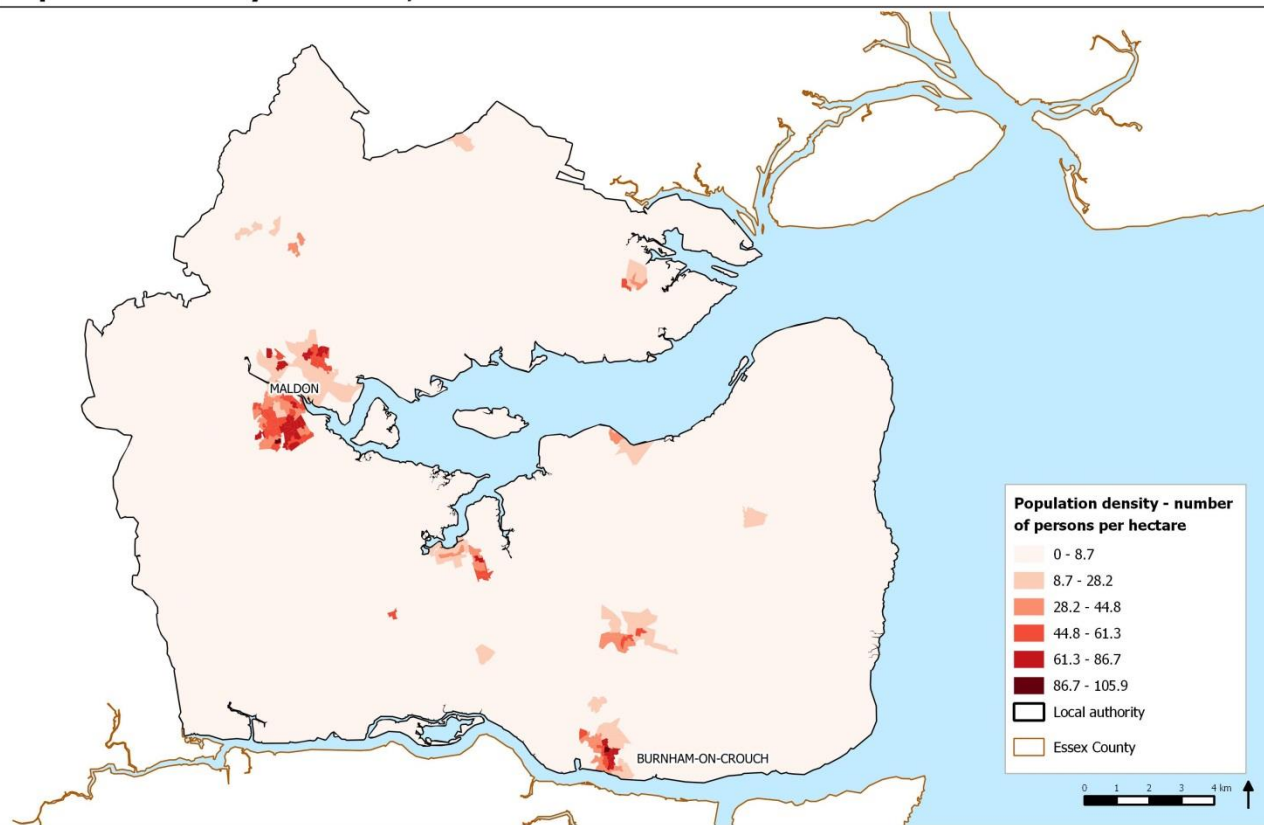 MALDON
BURNHAM-ON-CROUCH
Population density - number
of persons per hectare
0 - 8.7
8.7 - 28.2
28.2 - 44.8
44.8 - 61.3
61.3 - 86.7
86.7 - 105.9
Local authority
Essex County
0 1 2 3 4 km